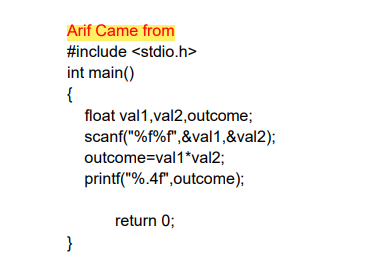 Arif Came from
#include <stdio.h>
int main()
{
float val1,val2,outcome;
scanf("%f%f",&val1,&val2);
outcome=val1*val2;
printf("%.4f",outcome);
return 0;
}